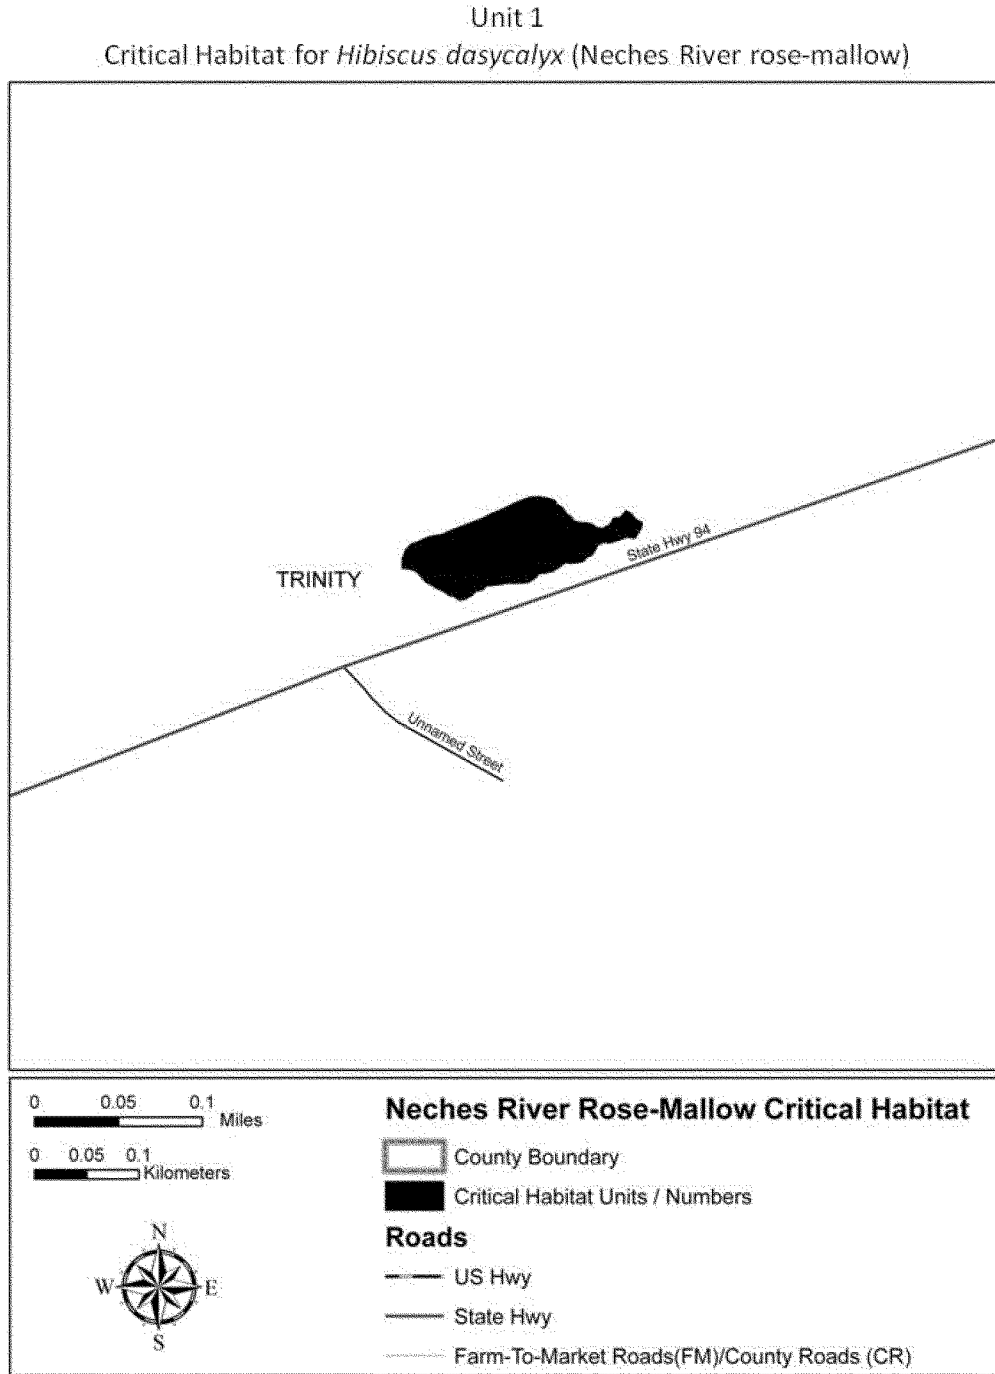 Unit 1
Critical Habitat for Hibiscus dasycalyx (Neches River rose-mallow)
State Hwy 94
TRINITY
Unnamed Street
0 0.05 0.1
Miles
0 0.05 0.1
Kilometers
N
W E
S
Neches River Rose-Mallow Critical Habitat
County Boundary
Critical Habitat Units / Numbers
Roads
US Hwy
State Hwy
Farm-To-Market Roads(FM)/County Roads (CR)